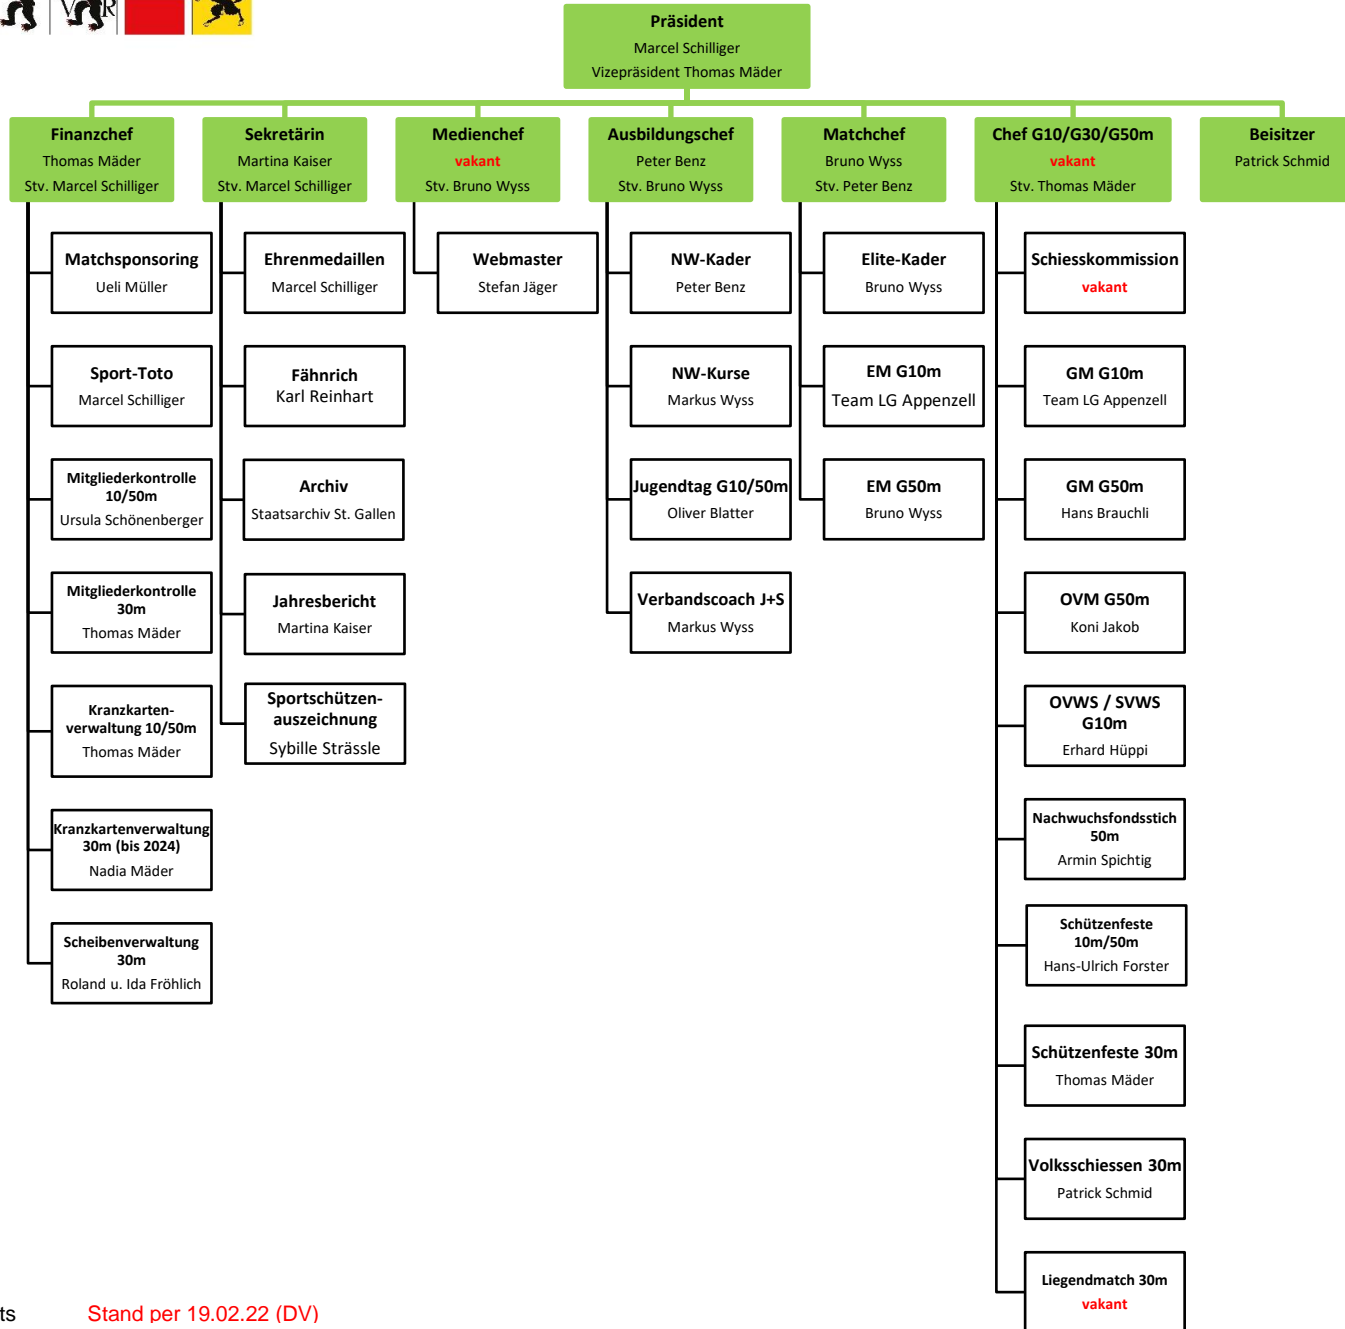 VR
Präsident
Marcel Schilliger
Vizepräsident Thomas Mäder
Finanzchef
Thomas Mäder
Stv. Marcel Schilliger
Sekretärin
Martina Kaiser
Stv. Marcel Schilliger
Medienchef
vakant
Stv. Bruno Wyss
Ausbildungschef
Peter Benz
Stv. Bruno Wyss
Matchchef
Bruno Wyss
Stv. Peter Benz
Chef G10/G30/G50m
vakant
Stv. Thomas Mäder
Beisitzer
Patrick Schmid
Matchsponsoring
Ueli Müller
Sport-Toto
Marcel Schilliger
Mitgliederkontrolle
10/50m
Ursula Schönenberger
Mitgliederkontrolle
30m
Thomas Mäder
Kranzkarten-
verwaltung 10/50m
Thomas Mäder
Kranzkartenverwaltung
30m (bis 2024)
Nadia Mäder
Scheibenverwaltung
30m
Roland u. Ida Fröhlich
Ehrenmedaillen
Marcel Schilliger
Fähnrich
Karl Reinhart
Archiv
Staatsarchiv St. Gallen
Jahresbericht
Martina Kaiser
Sportschützen-
auszeichnung
Sybille Strässle
Webmaster
Stefan Jäger
NW-Kader
Peter Benz
NW-Kurse
Markus Wyss
Jugendtag G10/50m
Oliver Blatter
Verbandscoach J+S
Markus Wyss
Elite-Kader
Bruno Wyss
EM G10m
Team LG Appenzell
EM G50m
Bruno Wyss
Schiesskommission
vakant
GM G10m
Team LG Appenzell
GM G50m
Hans Brauchli
OVM G50m
Koni Jakob
OVWS / SVWS
G10m
Erhard Hüppi
Nachwuchsfondsstich
50m
Armin Spichtig
Schützenfeste
10m/50m
Hans-Ulrich Forster
Schützenfeste 30m
Thomas Mäder
Volksschiessen 30m
Patrick Schmid
Liegendmatch 30m
vakant
ts Stand per 19.02.22 (DV)